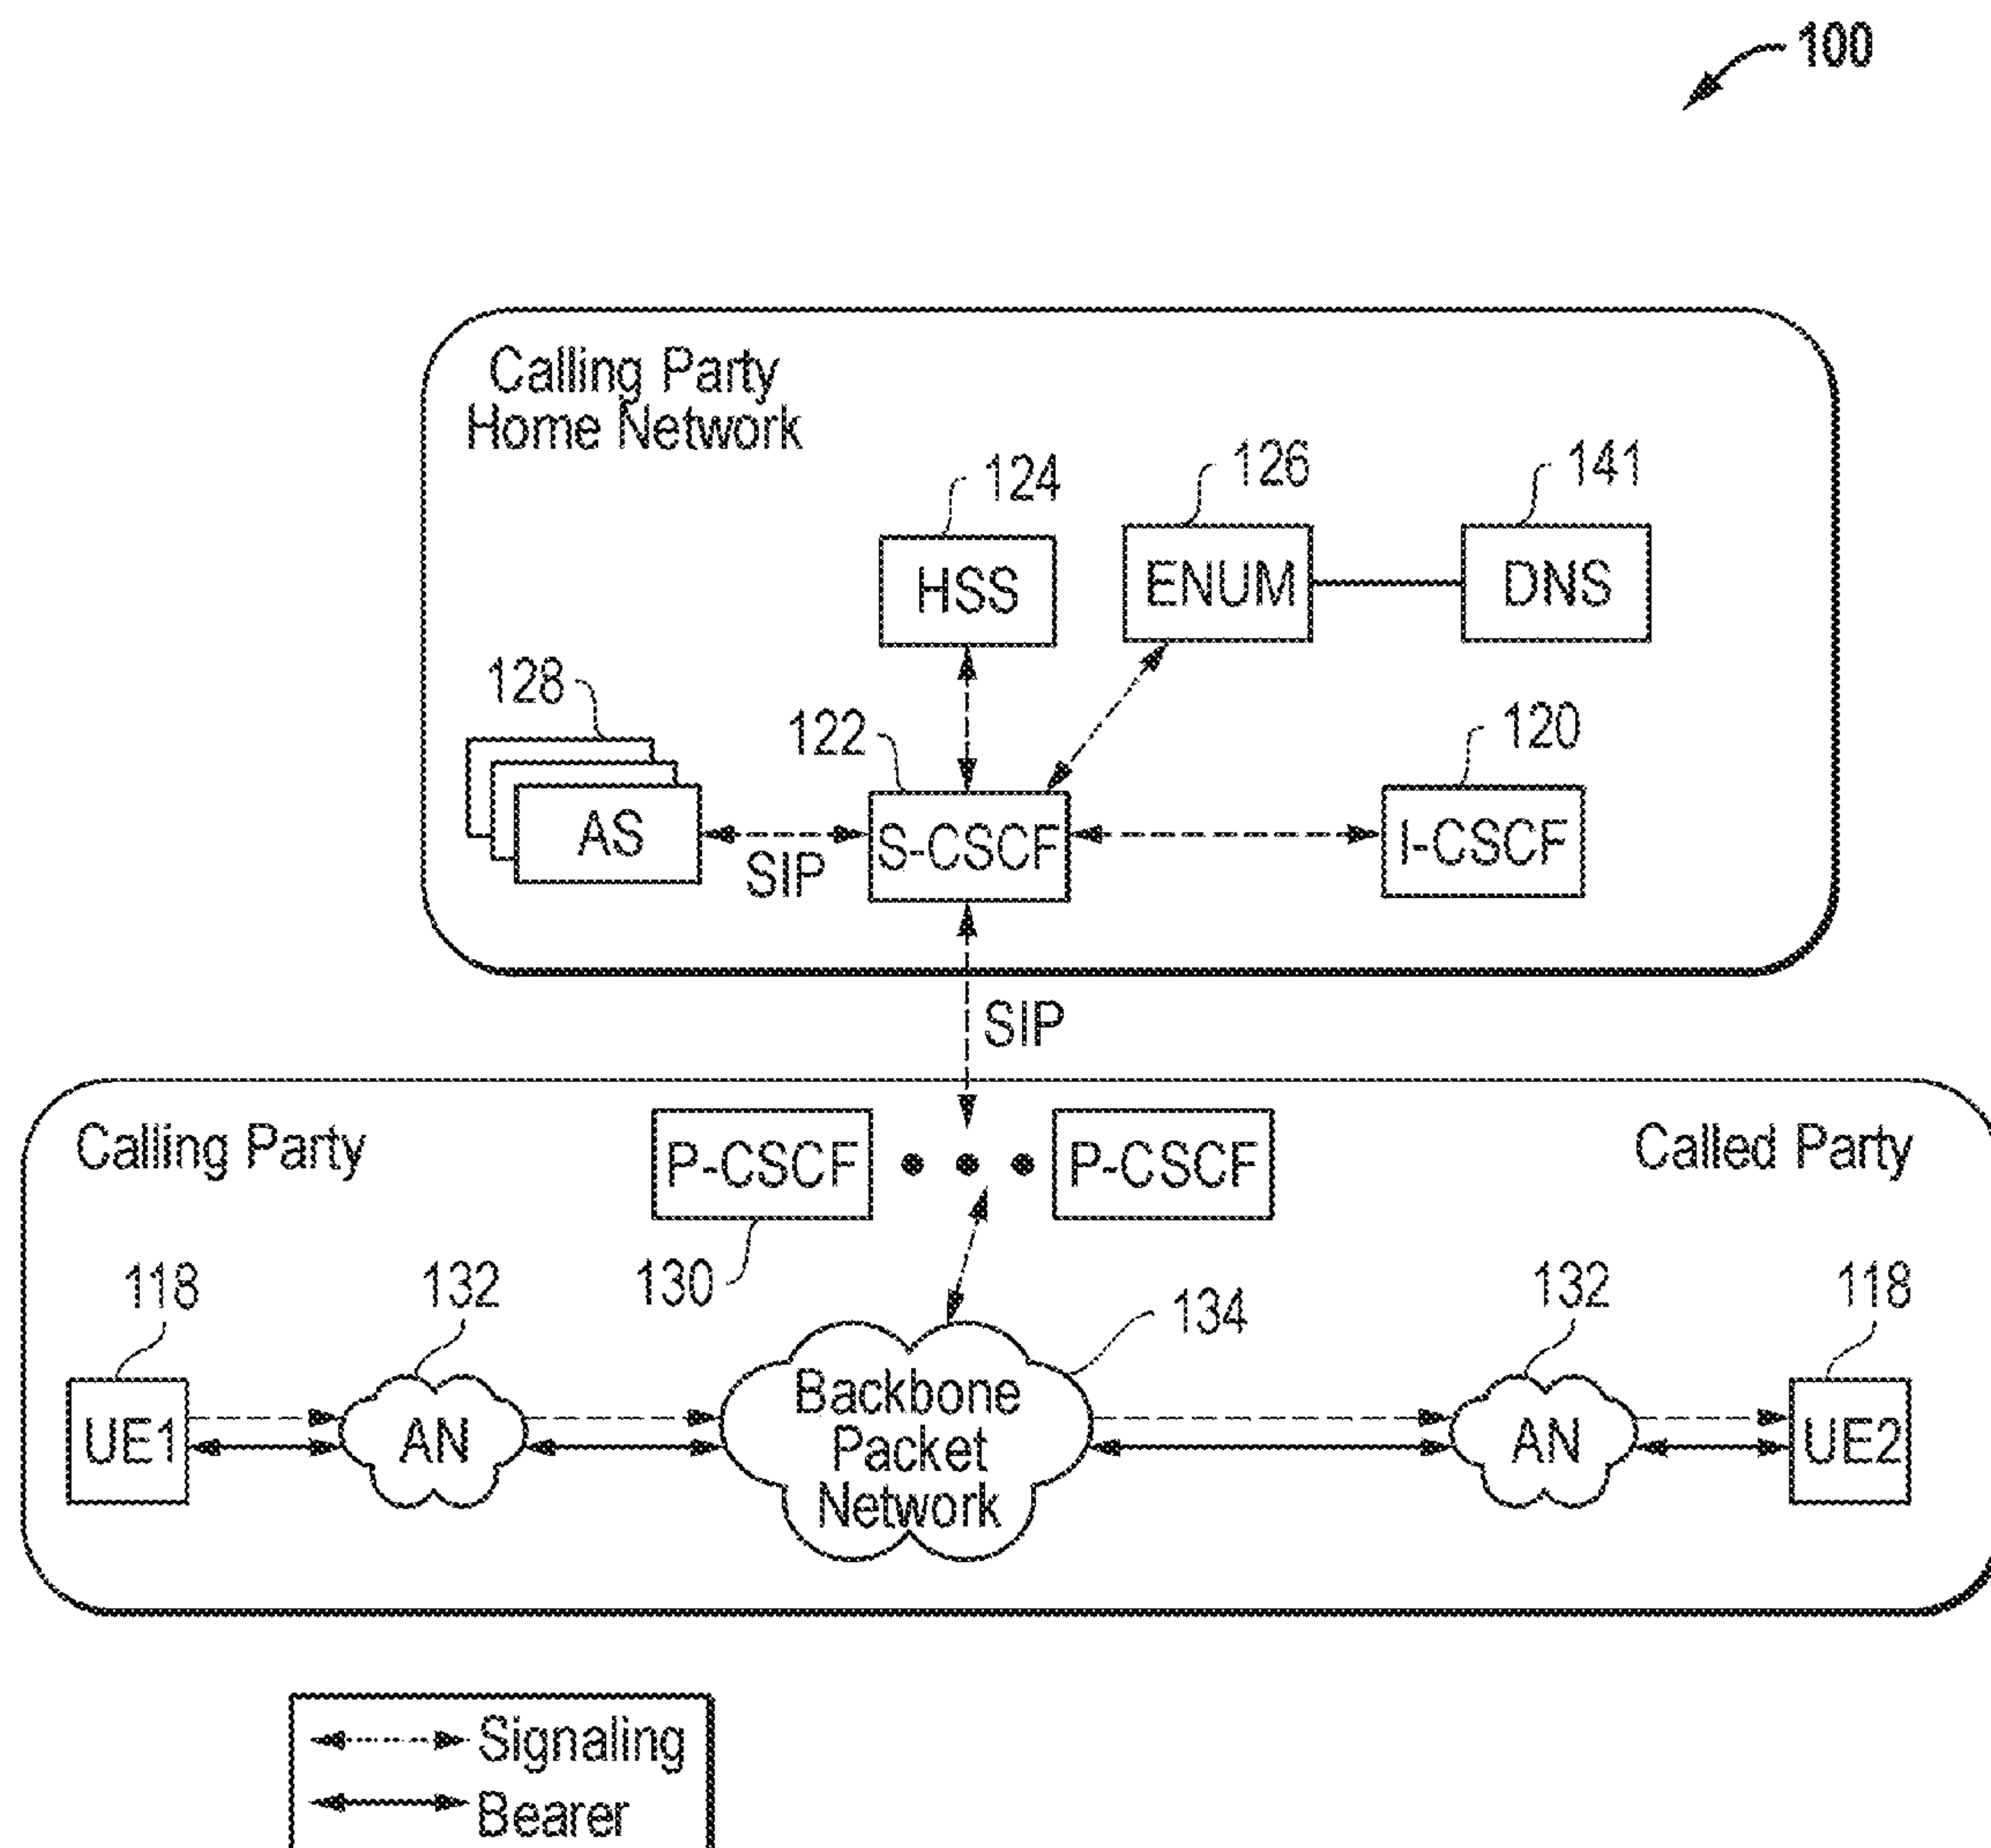 100
Calling Party
Home Network
124
126
141
HSS
ENUM
DNS
128
122
120
AS
SIP
S-CSCF
I-CSCF
SIP
Calling Party
P-CSCF
P-CSCF
Called Party
118
132
130
134
132
118
UE1
AN
Backbone
Packet
Network
AN
UE2
Signaling
Bearer